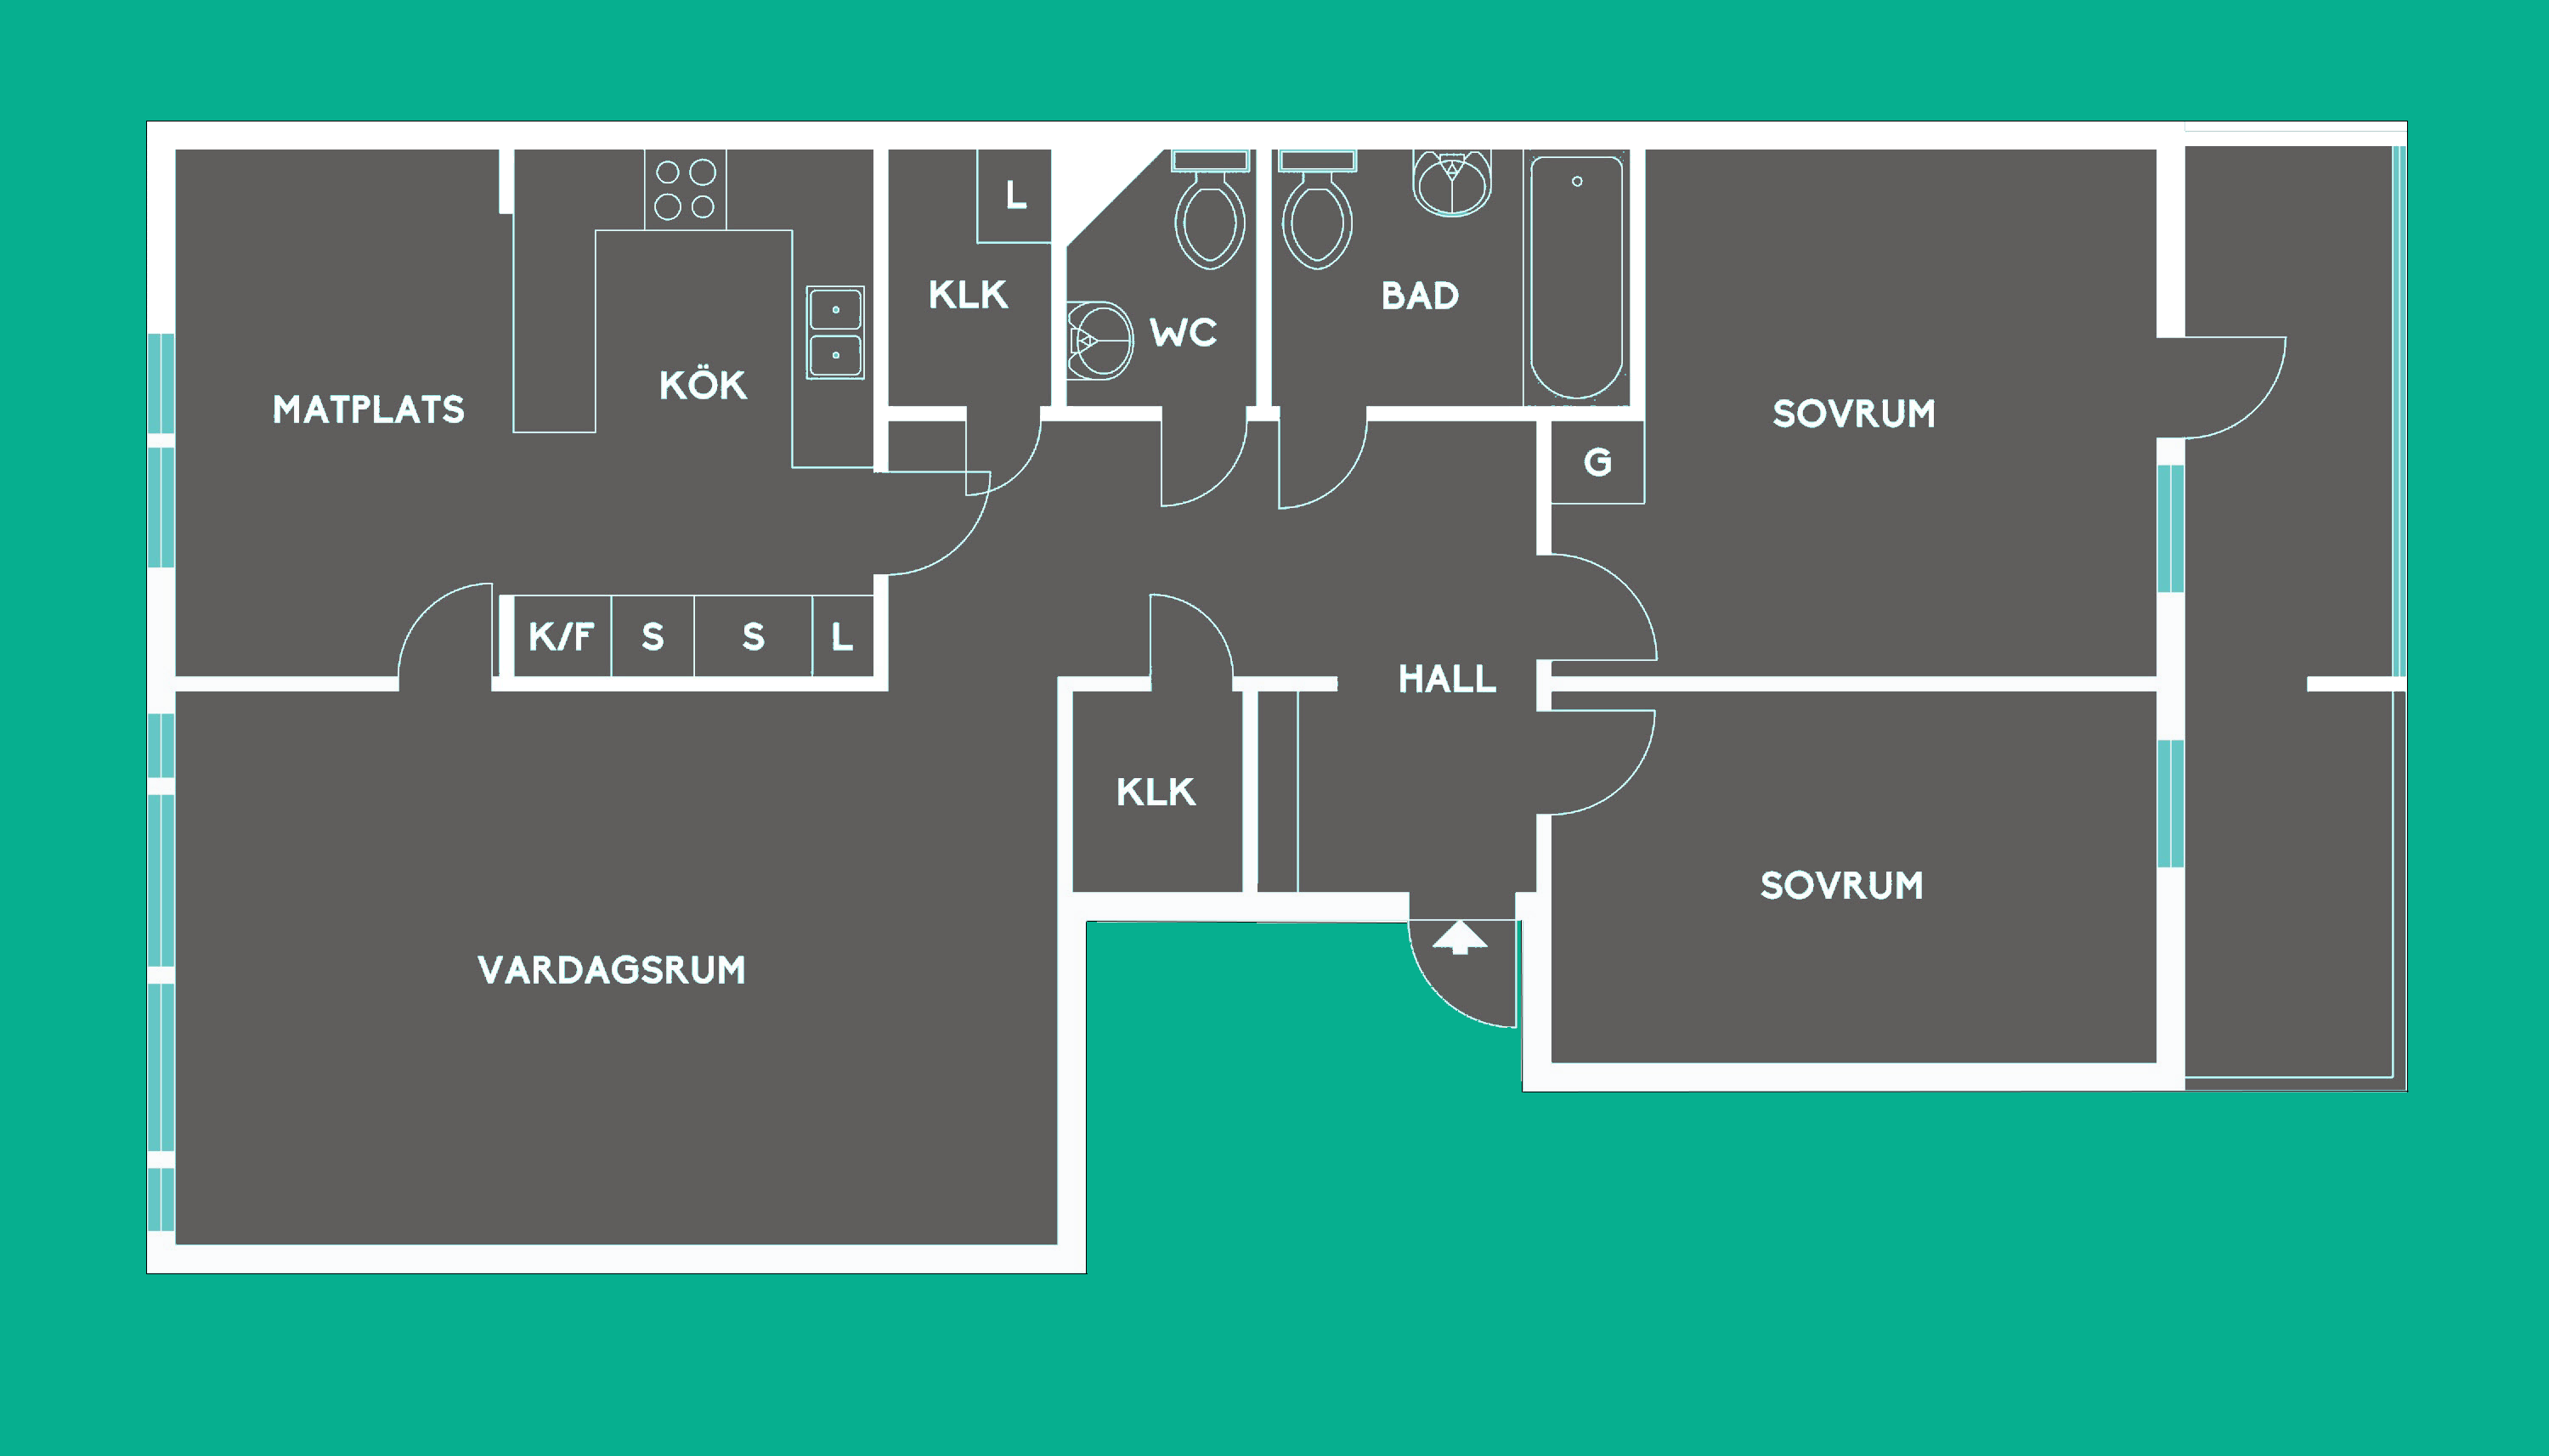 L
KLK
WC
BAD
KÖK
MATPLATS
SOVRUM
G
K/F
S
S
L
HALL
KLK
SOVRUM
VARDAGSRUM